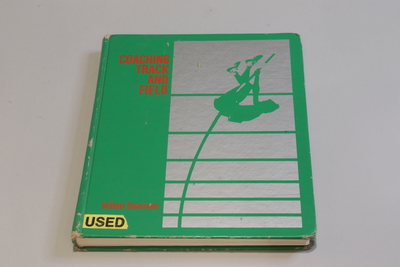 COACHING
TRACK
AND
FIELD
USED